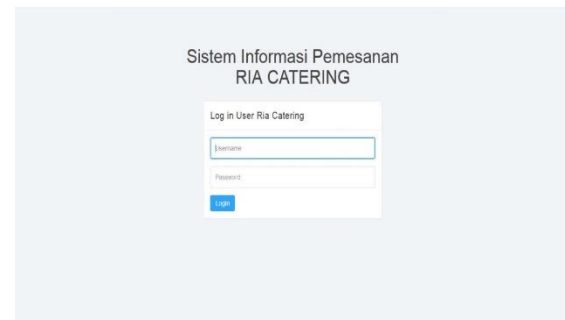 Sistem Informasi Pemesanan
RIA CATERING
Log in User Ria Catering
Username
Password
Login